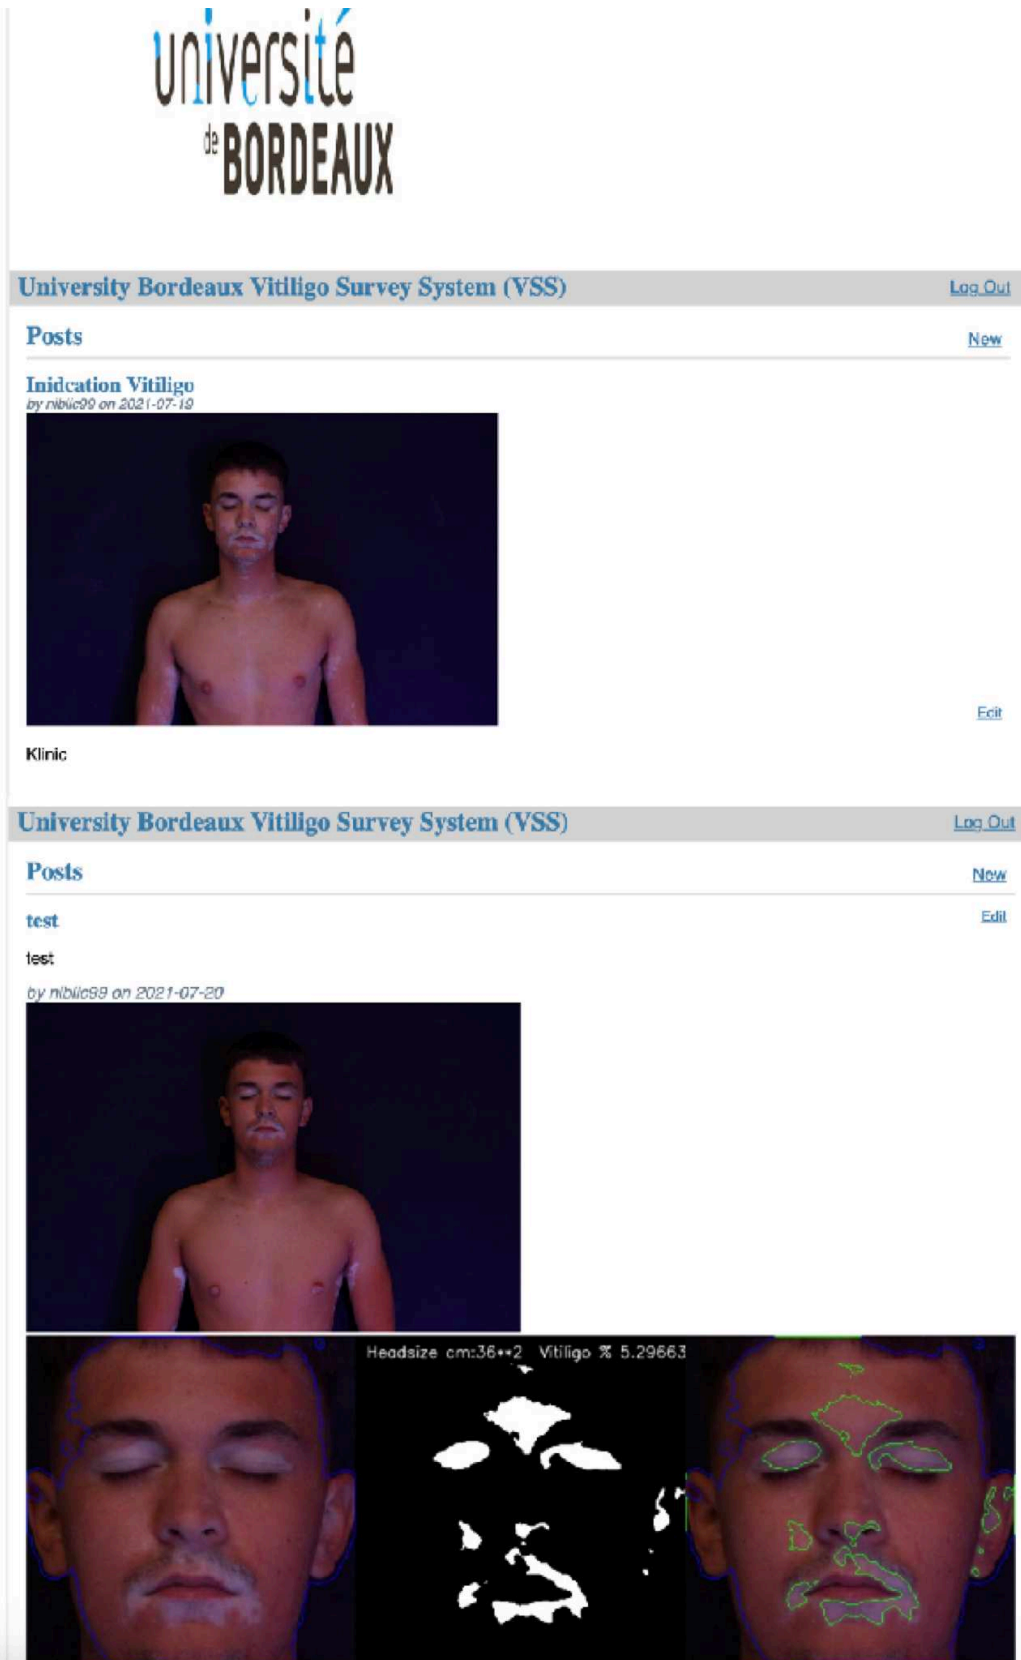 université
de BORDEAUX
University Bordeaux Vitiligo Survey System (VSS)
Log Out
Posts
New
Inidcation Vitiligo
by niblic99 on 2021-07-19
Edit
Klinic
University Bordeaux Vitiligo Survey System (VSS)
Log Out
Posts
New
test
Edit
test
by niblic99 on 2021-07-20
Headsize cm:36**2 Vitiligo % 5.29663